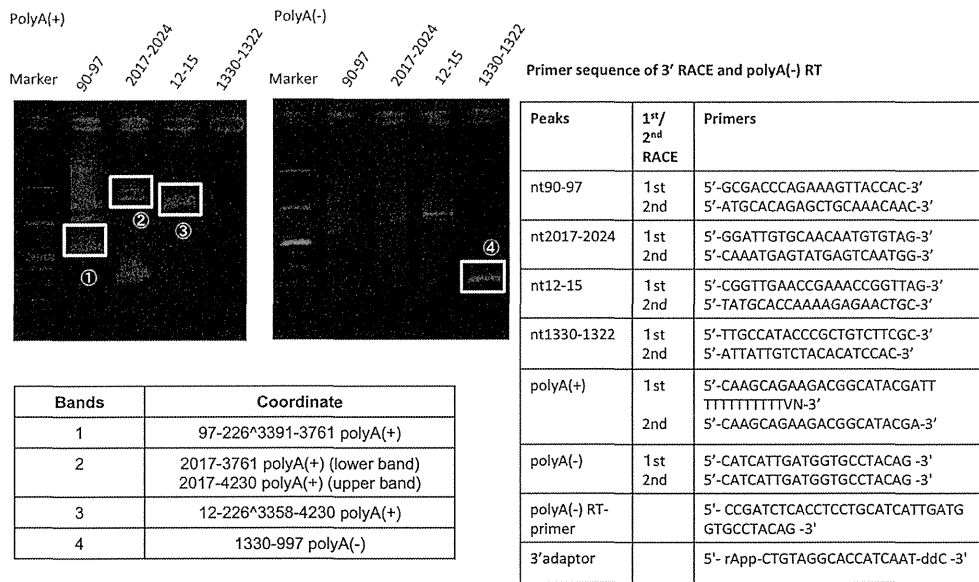 PolyA(+)
PolyA(-)
Marker
90-97
2017-2024
12-15
1330-1322
Marker
90-97
2017-2024
12-15
1330-1322
①
②
③
④
Bands Coordinate
1 97-226^3391-3761 polyA(+)
2 2017-3761 polyA(+) (lower band)
2017-4230 polyA(+) (upper band)
3 12-226^3358-4230 polyA(+)
4 1330-997 polyA(-)
Primer sequence of 3′ RACE and polyA(-) RT
Peaks 1st/ Primers
2nd
RACE
nt90-97 1st 5′-GCGACCCAGAAAGTTACCAC-3′
2nd 5′-ATGCACAGAGCTGCAAACAAC-3′
nt2017-2024 1st 5′-GGATTGTGCAACAATGTGTAG-3′
2nd 5′-CAAATGAGTATGAGTCAATGG-3′
nt12-15 1st 5′-CGGTTGAACCGAAACCGGTTAG-3′
2nd 5′-TATGCACCAAAAGAGAACTGC-3′
nt1330-1322 1st 5′-TTGCCATACCCGCTGTCTTCGC-3′
2nd 5′-ATTATTGTCTACACATCCAC-3′
polyA(+) 1st 5′-CAAGCAGAAGACGGCATACGATT
TTTTTTTTTTTVN-3′
2nd 5′-CAAGCAGAAGACGGCATACGA-3′
polyA(-) 1st 5′-CATCATTGATGGTGCCTACAG -3'
2nd 5′-CATCATTGATGGTGCCTACAG -3'
polyA(-) RT- 5'- CCGATCTCACCTCCTGCATCATTGATG
primer GTGCCTACAG -3'
3'adaptor 5'- rApp-CTGTAGGCACCATCAAT-ddC -3'